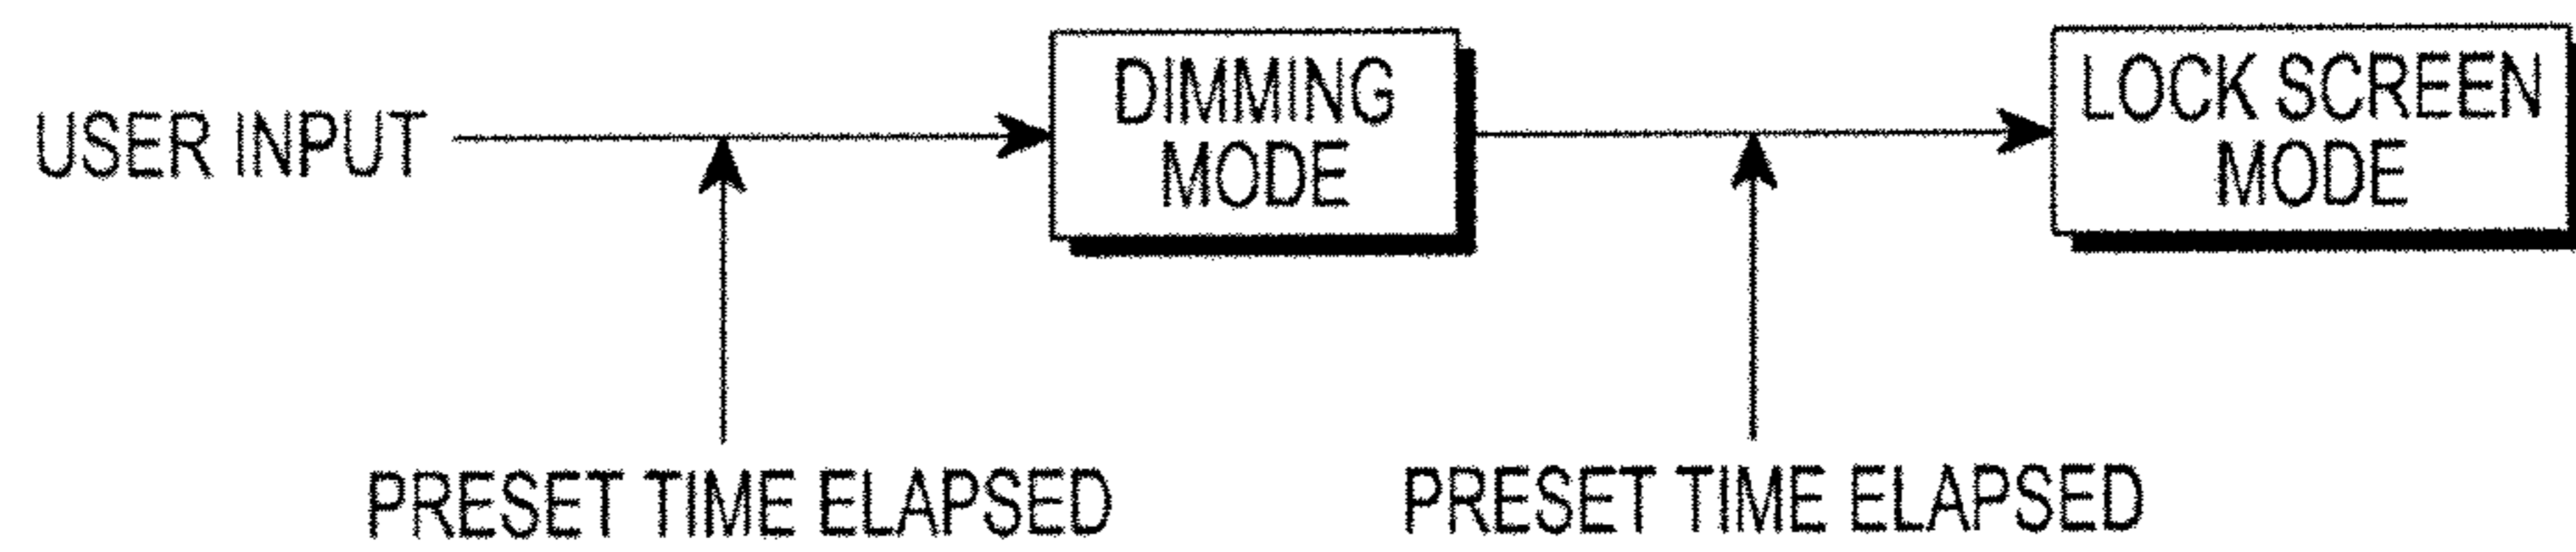 USER INPUT
DIMMING
MODE
LOCK SCREEN
MODE
PRESET TIME ELAPSED
PRESET TIME ELAPSED